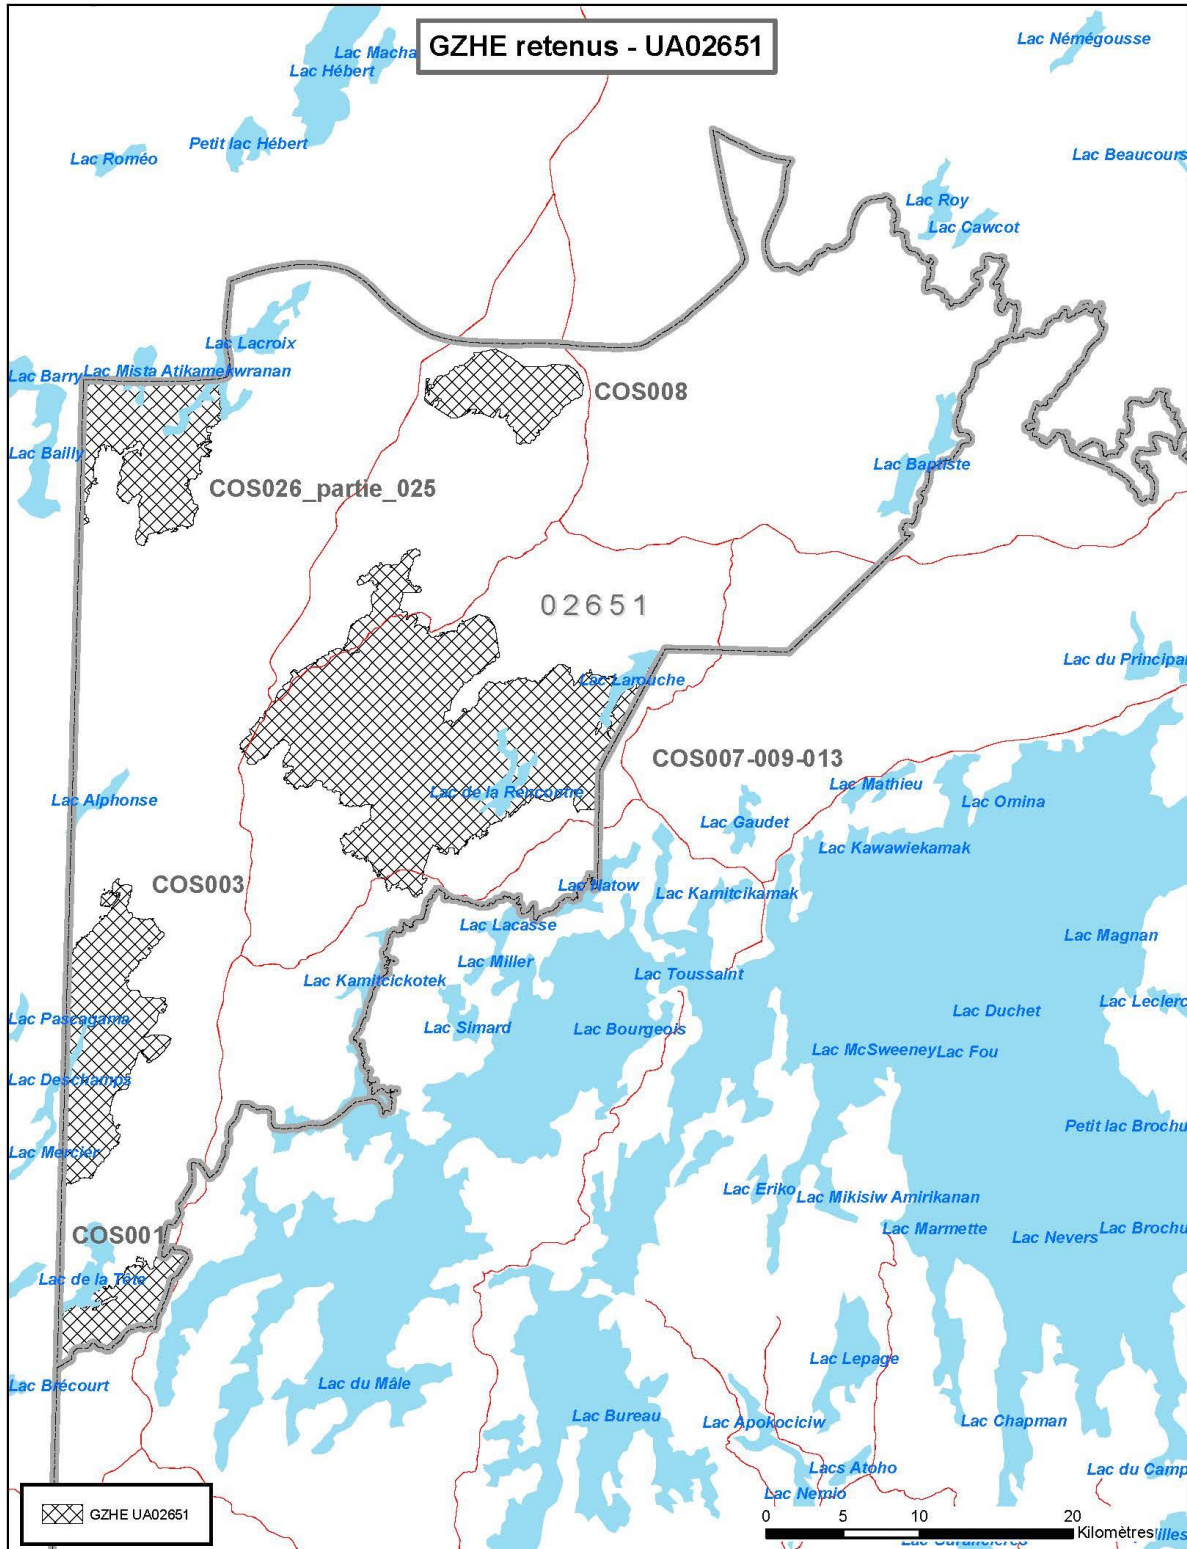 GZHE retenus - UA02651
Lac Némégousse
Lac Macha
Lac Hébert
Petit lac Hébert
Lac Roméo
Lac Beaucours
Lac Roy
Lac Cawcot
Lac Lacroix
Lac Barry
Lac Mista Atikamekwranan
COS008
Lac Bailly
Lac Baptiste
COS026_partie_025
02651
Lac du Principal
Lac Larouche
COS007-009-013
Lac Mathieu
Lac de la Rencontre
Lac Alphonse
Lac Omina
Lac Gaudet
Lac Kawawiekamak
COS003
Lac Natow
Lac Kamitcikamak
Lac Lacasse
Lac Magnan
Lac Miller
Lac Toussaint
Lac Kamitcickotek
Lac Leclerc
Lac Duchet
Lac Pascagama
Lac Simard
Lac Bourgeois
Lac McSweeney
Lac Fou
Lac Deschamps
Petit lac Brochu
Lac Mercier
Lac Eriko
Lac Mikisiw Amirikanan
COS001
Lac Marmette
Lac Nevers
Lac Brochu
Lac de la Tête
Lac Lepage
Lac Brécourt
Lac du Mâle
Lac Bureau
Lac Apokociciw
Lac Chapman
Lacs Atoho
Lac du Camp
Lac Nemio
GZHE UA02651
0 5 10 20
Kilomètres
illes